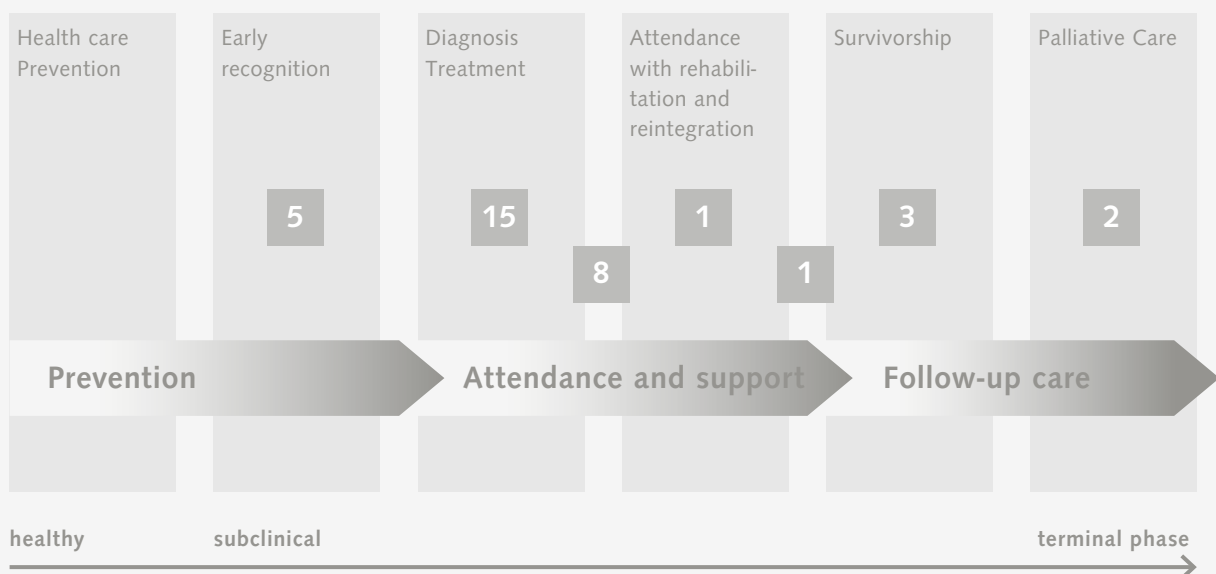 Health care
Prevention
Early
recognition
Diagnosis
Treatment
Attendance
with rehabili-
tation and
reintegration
Survivorship
Palliative Care
5
15
1
3
2
8
1
Prevention
Attendance and support
Follow-up care
healthy
subclinical
terminal phase